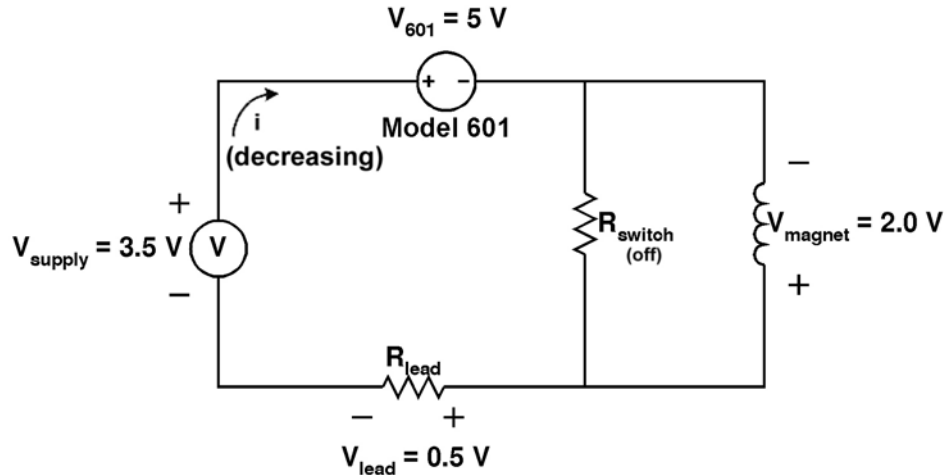 V601 = 5 V
+ −
Model 601
i
(decreasing)
+
Vsupply = 3.5 V
V
−
Rswitch
(off)
−
Vmagnet = 2.0 V
+
Rlead
− +
Vlead = 0.5 V